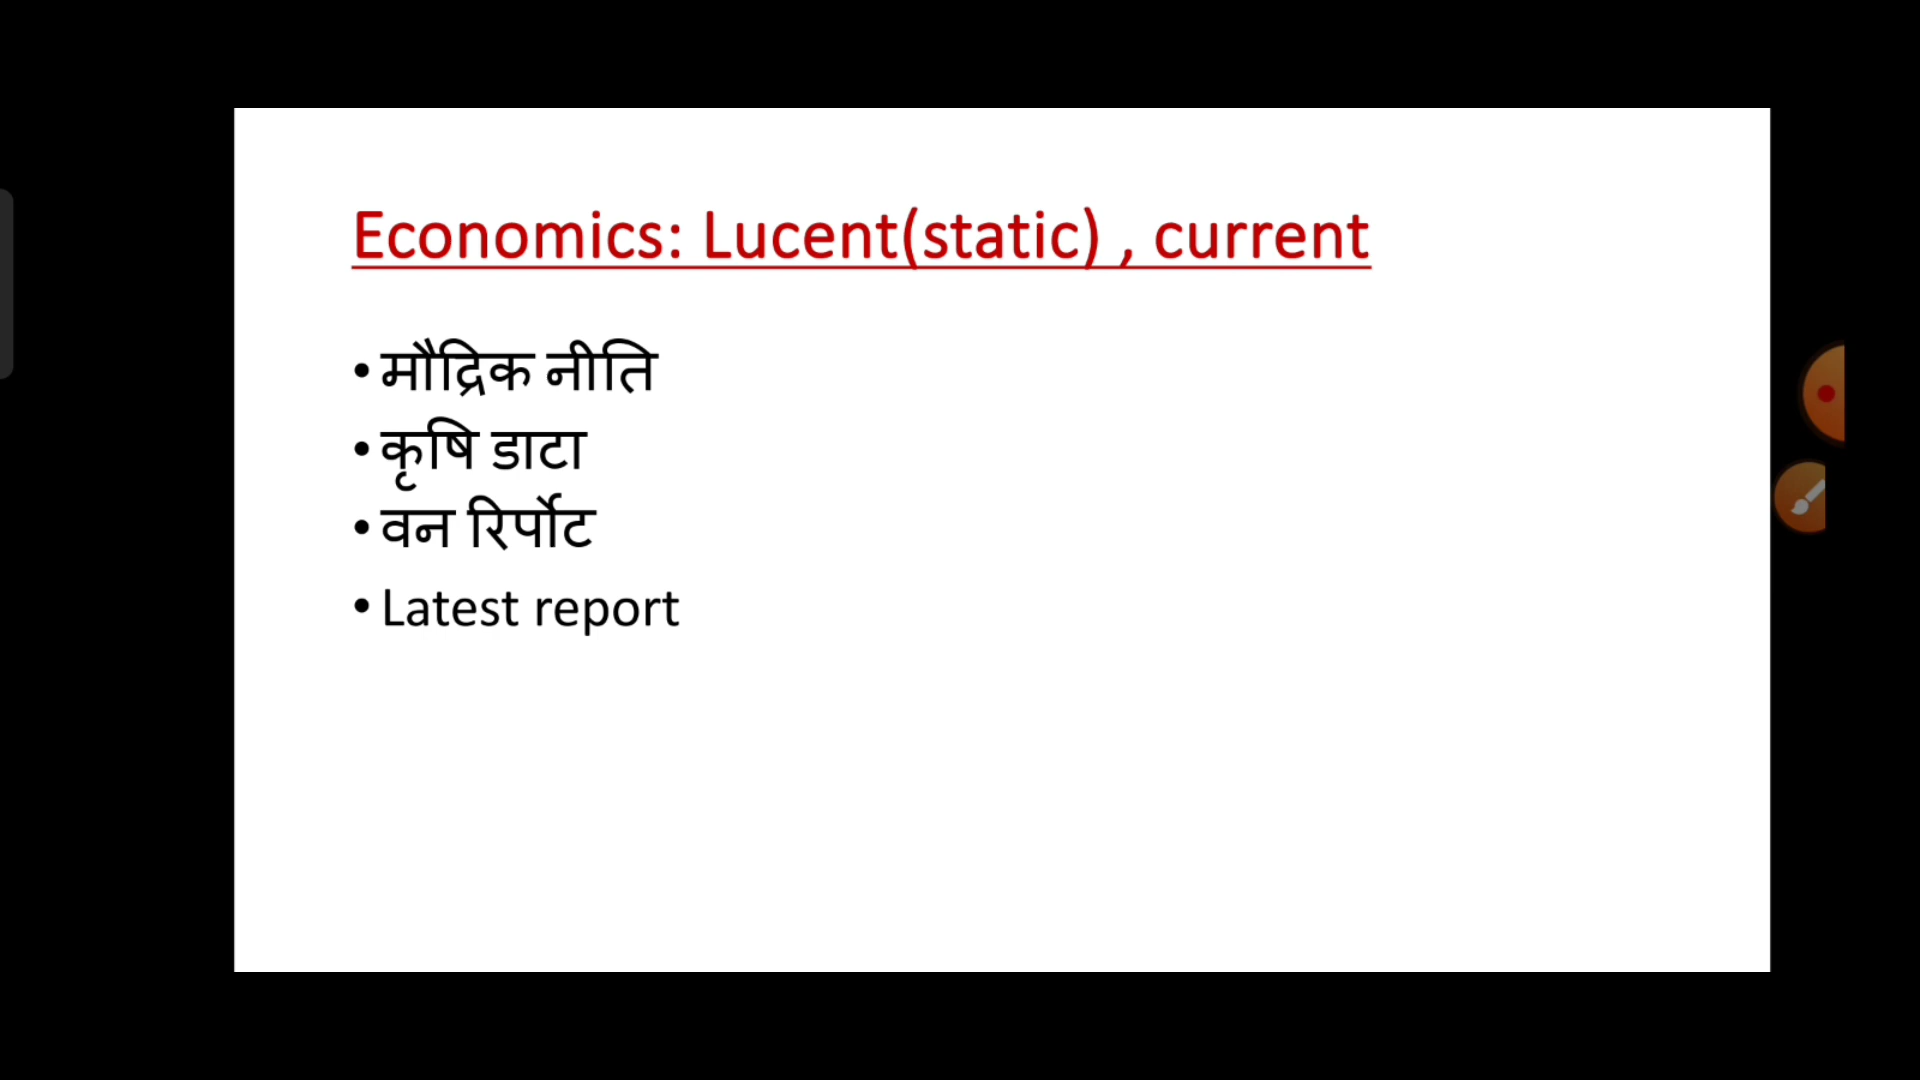 Economics: Lucent(static) , current
• मौद्रिक नीति
• कृषि डाटा
• वन रिर्पोट
• Latest report